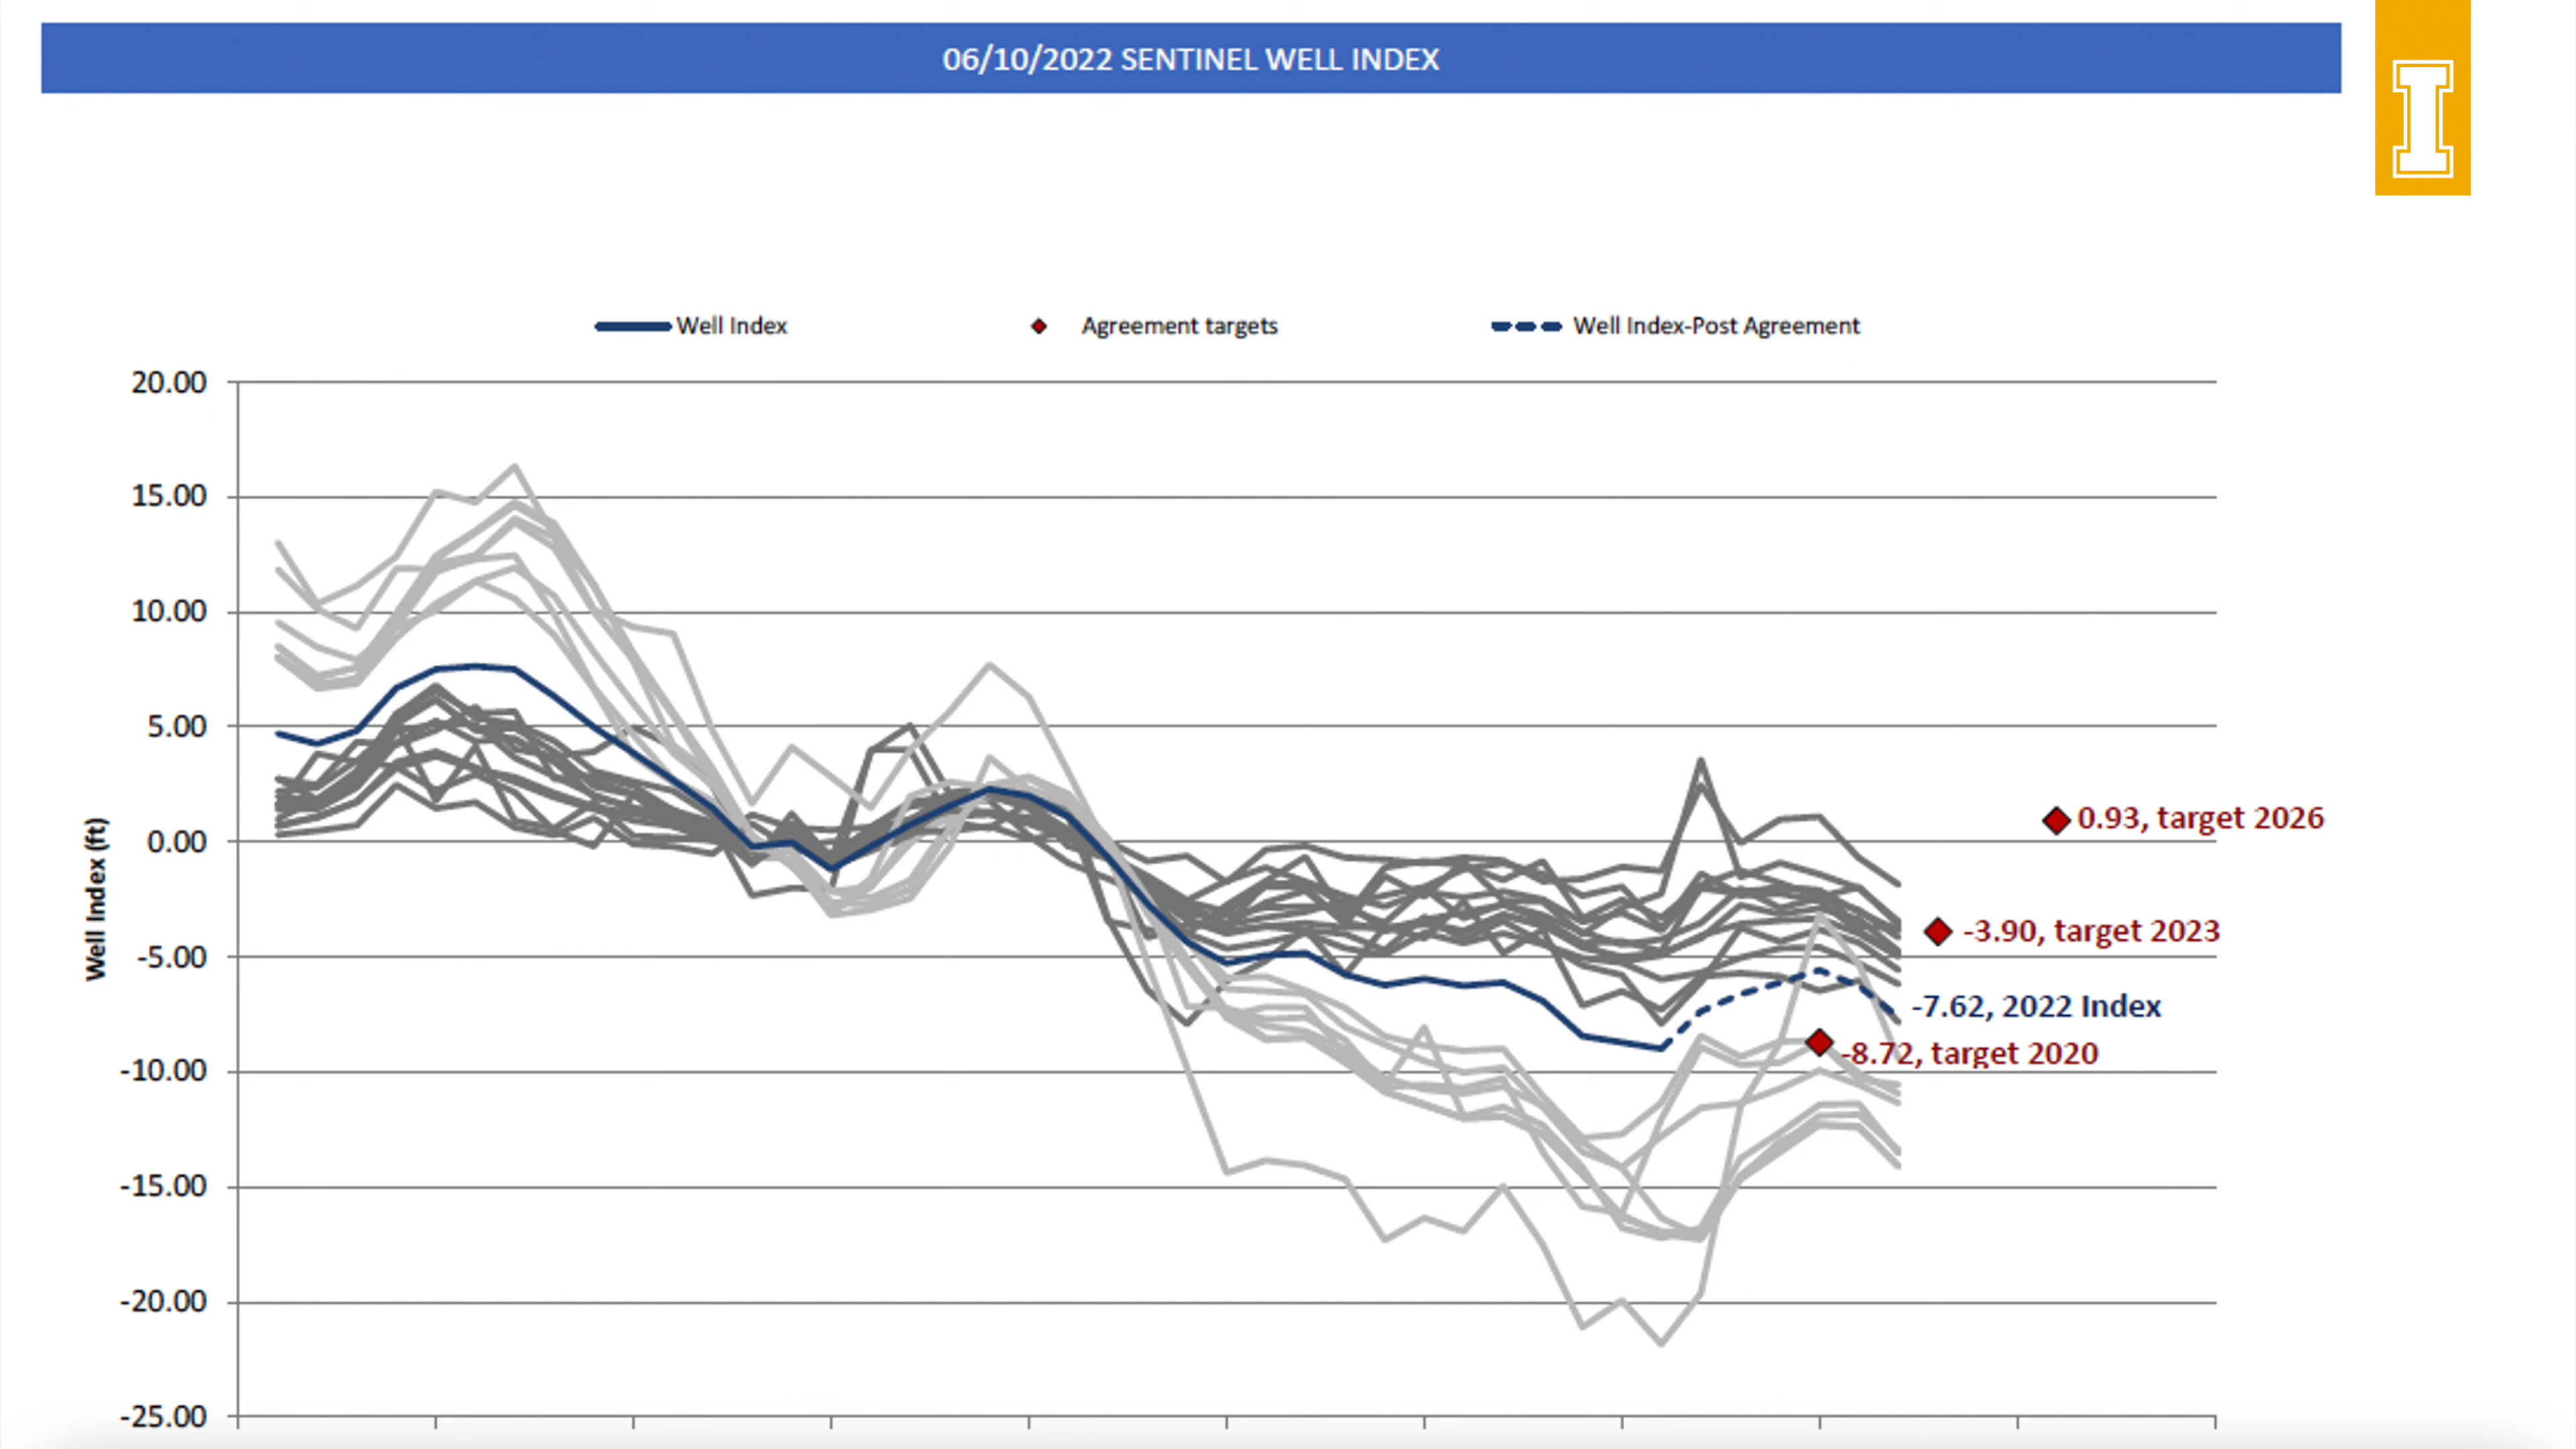 06/10/2022 SENTINEL WELL INDEX
I
Well Index
Agreement targets
Well Index-Post Agreement
20.00
15.00
10.00
5.00
0.00
-5.00
-10.00
-15.00
-20.00
-25.00
Well Index (ft)
0.93, target 2026
-3.90, target 2023
-7.62, 2022 Index
-8.72, target 2020